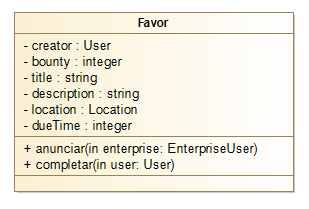 Favor
- creator : User
- bounty : integer
- title : string
- description : string
- location : Location
- dueTime : integer
+ anunciar(in enterprise: EnterpriseUser)
+ completar(in user: User)